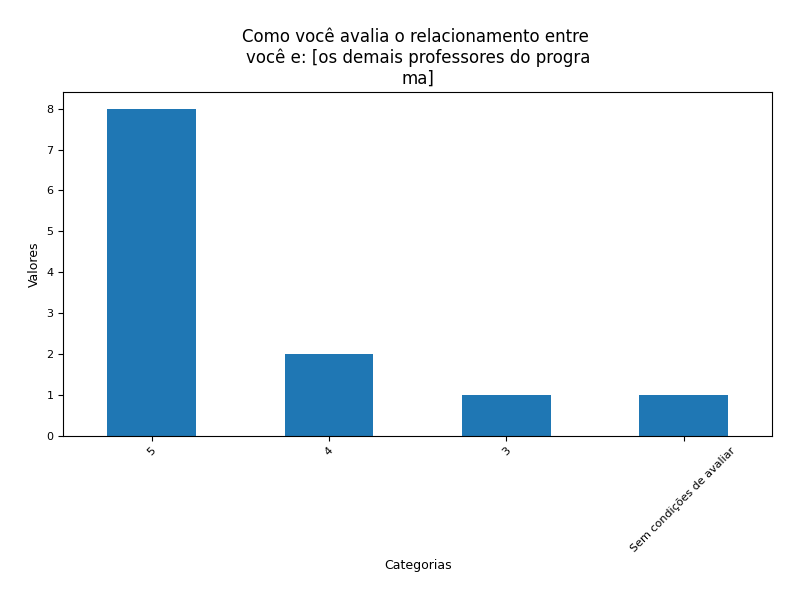 Como você avalia o relacionamento entre
você e: [os demais professores do progra
ma]
8
7
6
5
4
3
2
1
0
Valores
5
4
3
Sem condições de avaliar
Categorias